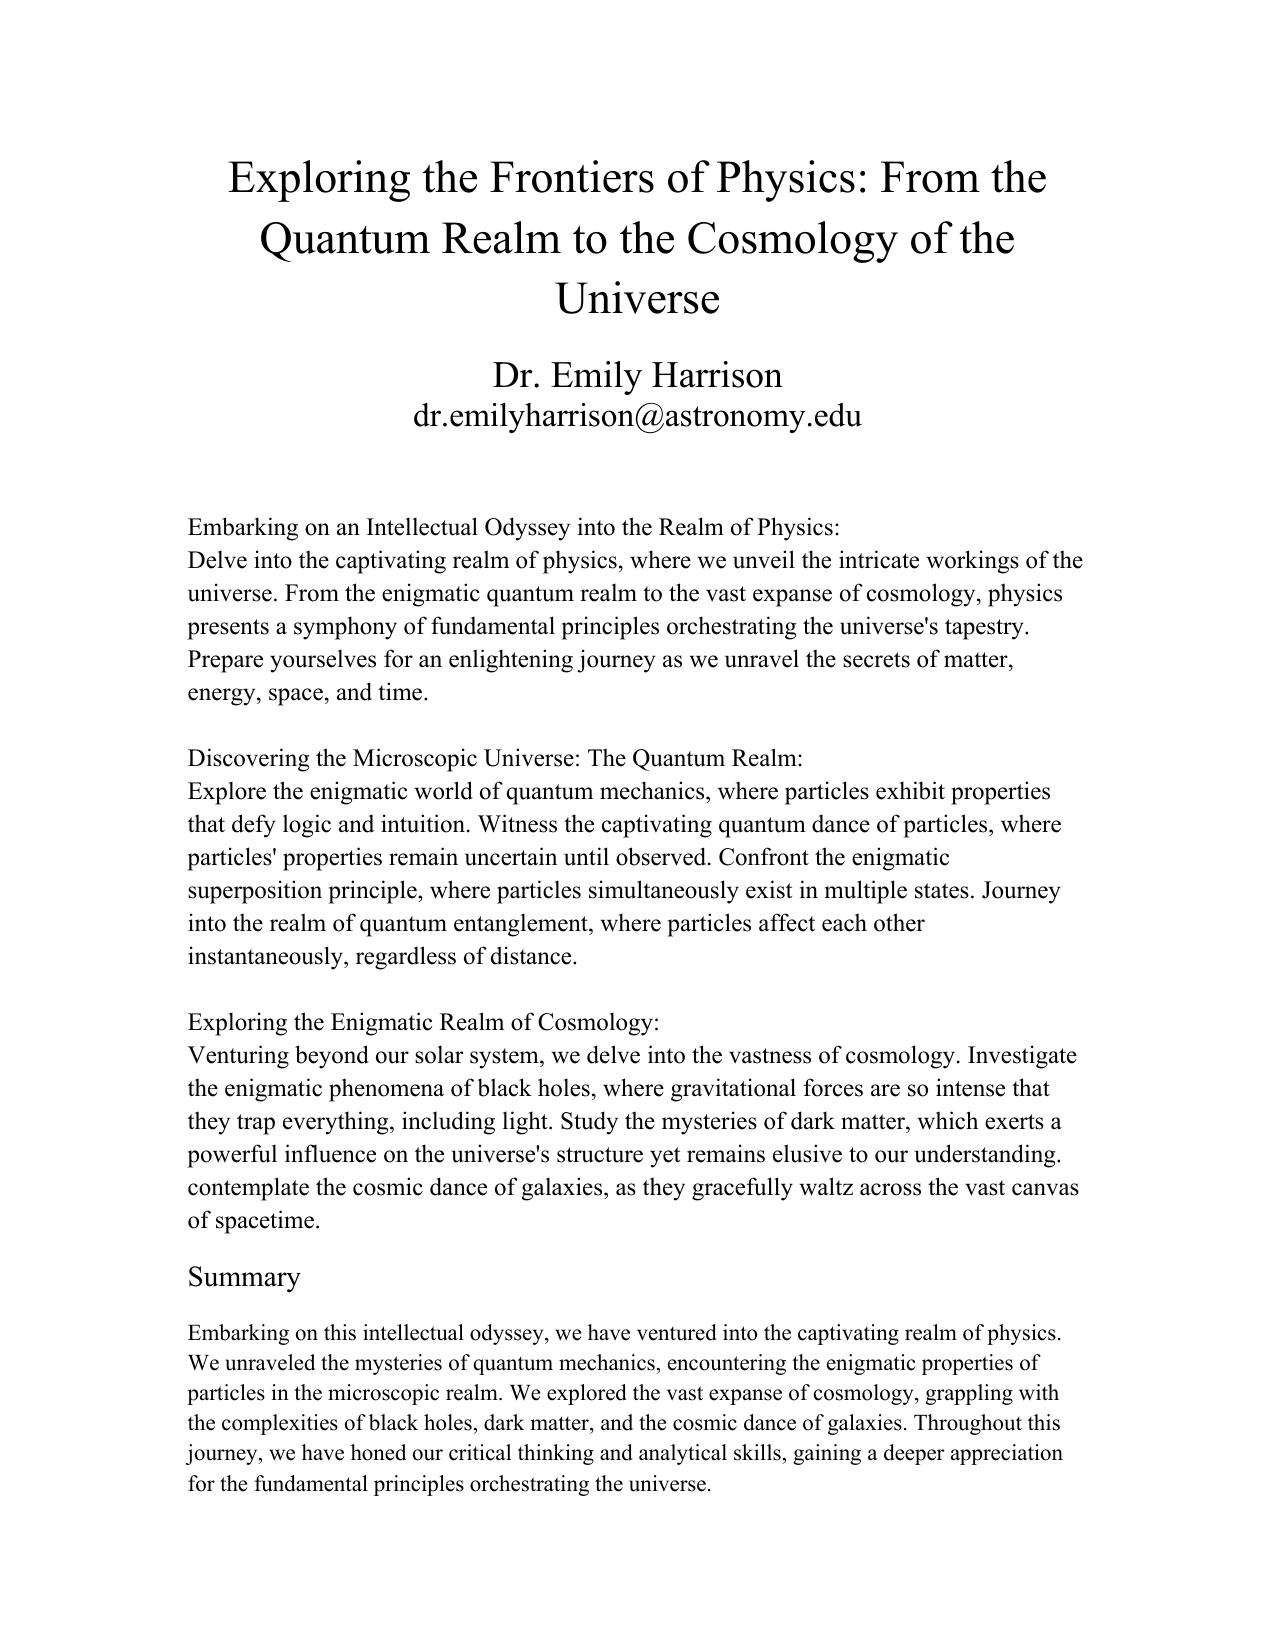 Exploring the Frontiers of Physics: From the
Quantum Realm to the Cosmology of the
Universe
Dr. Emily Harrison
dr.emilyharrison@astronomy.edu
Embarking on an Intellectual Odyssey into the Realm of Physics:
Delve into the captivating realm of physics, where we unveil the intricate workings of the
universe. From the enigmatic quantum realm to the vast expanse of cosmology, physics
presents a symphony of fundamental principles orchestrating the universe's tapestry.
Prepare yourselves for an enlightening journey as we unravel the secrets of matter,
energy, space, and time.
Discovering the Microscopic Universe: The Quantum Realm:
Explore the enigmatic world of quantum mechanics, where particles exhibit properties
that defy logic and intuition. Witness the captivating quantum dance of particles, where
particles' properties remain uncertain until observed. Confront the enigmatic
superposition principle, where particles simultaneously exist in multiple states. Journey
into the realm of quantum entanglement, where particles affect each other
instantaneously, regardless of distance.
Exploring the Enigmatic Realm of Cosmology:
Venturing beyond our solar system, we delve into the vastness of cosmology. Investigate
the enigmatic phenomena of black holes, where gravitational forces are so intense that
they trap everything, including light. Study the mysteries of dark matter, which exerts a
powerful influence on the universe's structure yet remains elusive to our understanding.
contemplate the cosmic dance of galaxies, as they gracefully waltz across the vast canvas
of spacetime.
Summary
Embarking on this intellectual odyssey, we have ventured into the captivating realm of physics.
We unraveled the mysteries of quantum mechanics, encountering the enigmatic properties of
particles in the microscopic realm. We explored the vast expanse of cosmology, grappling with
the complexities of black holes, dark matter, and the cosmic dance of galaxies. Throughout this
journey, we have honed our critical thinking and analytical skills, gaining a deeper appreciation
for the fundamental principles orchestrating the universe.